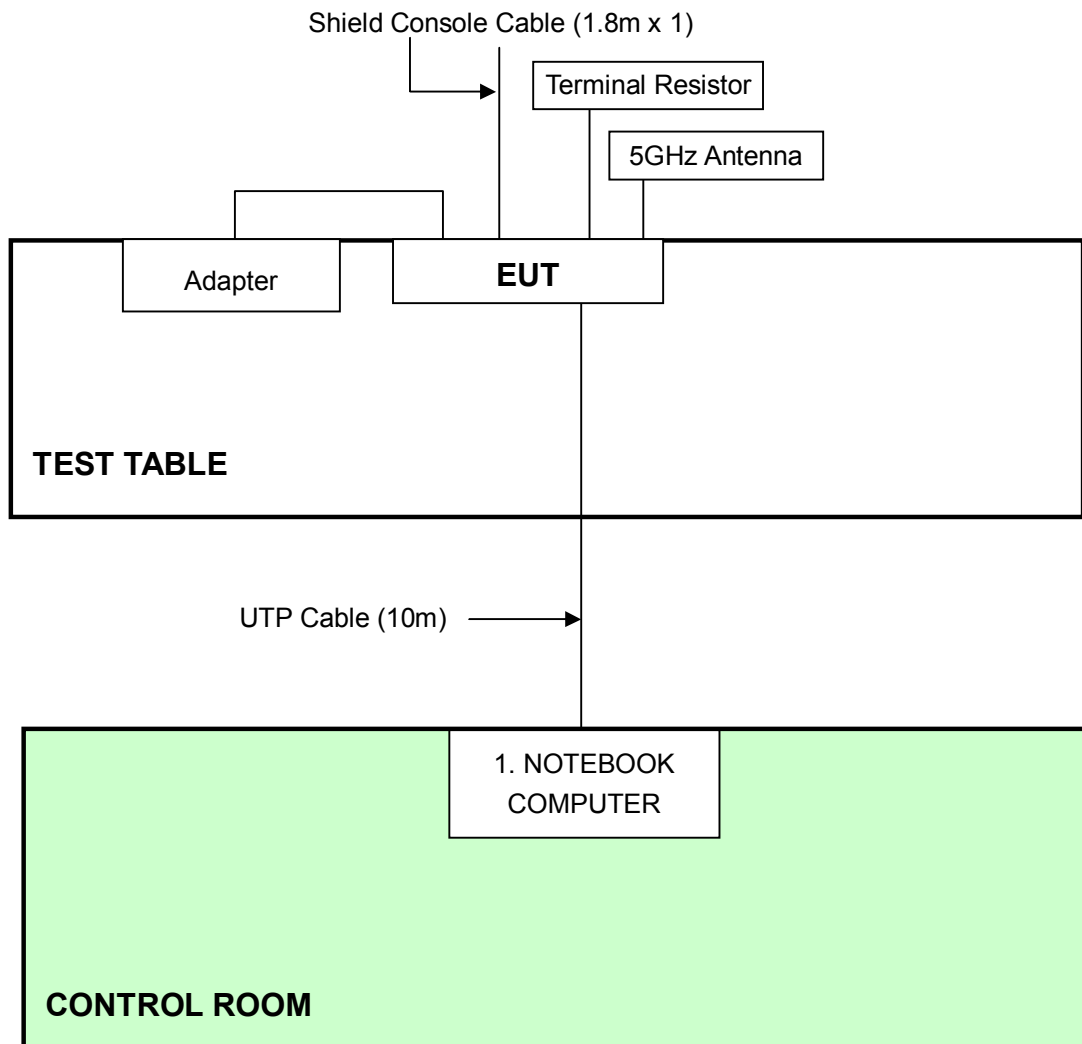 Shield Console Cable (1.8m x 1)
Terminal Resistor
5GHz Antenna
Adapter
EUT
TEST TABLE
UTP Cable (10m)
1. NOTEBOOK
COMPUTER
CONTROL ROOM